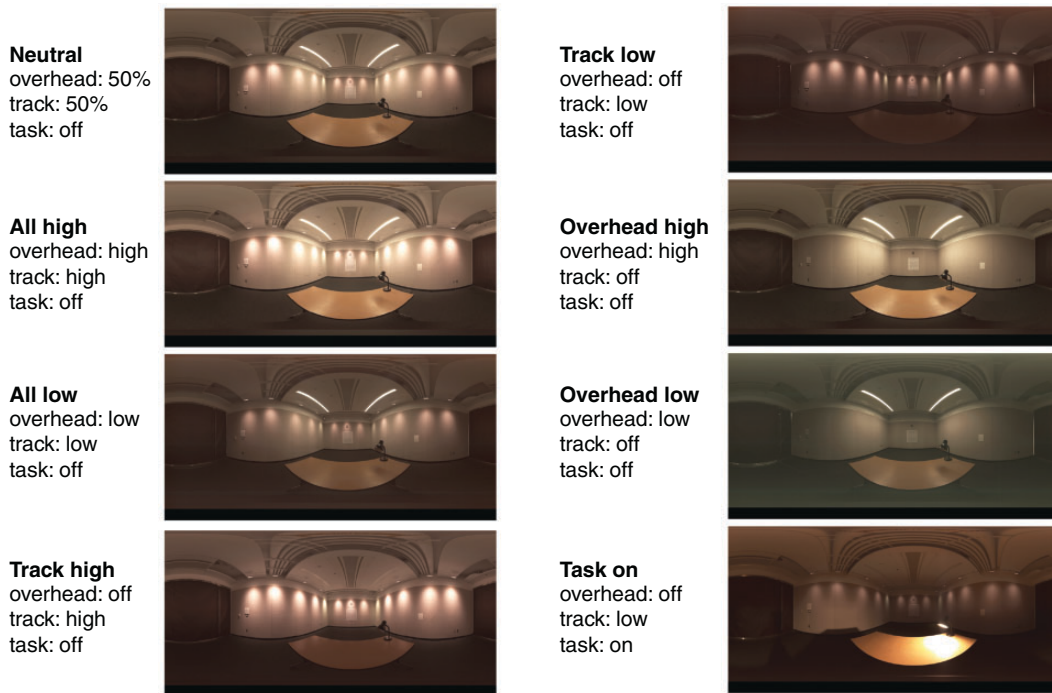 Neutral
overhead: 50%
track: 50%
task: off
All high
overhead: high
track: high
task: off
All low
overhead: low
track: low
task: off
Track high
overhead: off
track: high
task: off
Track low
overhead: off
track: low
task: off
Overhead high
overhead: high
track: off
task: off
Overhead low
overhead: low
track: off
task: off
Task on
overhead: off
track: low
task: on